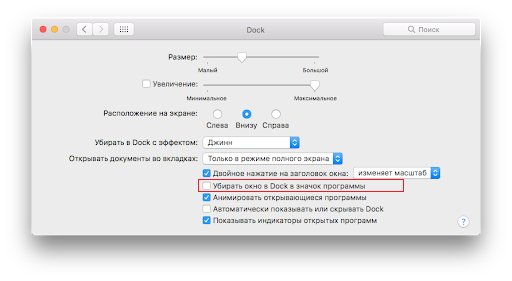 Dock
Поиск
Размер:
Малый Большой
Увеличение:
Минимальное Максимальное
Расположение на экране:
Слева Внизу Справа
Убирать в Dock с эффектом: Джинн
Открывать документы во вкладках: Только в режиме полного экрана
Двойное нажатие на заголовок окна: изменяет масштаб
Убирать окно в Dock в значок программы
Анимировать открывающиеся программы
Автоматически показывать или скрывать Dock
Показывать индикаторы открытых программ
?